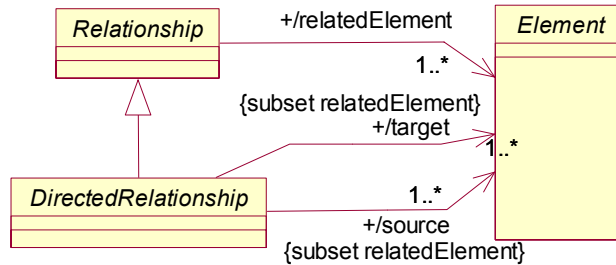 Relationship
+/relatedElement
Element
1..*
{subset relatedElement}
+/target
1..*
DirectedRelationship
1..*
+/source
{subset relatedElement}